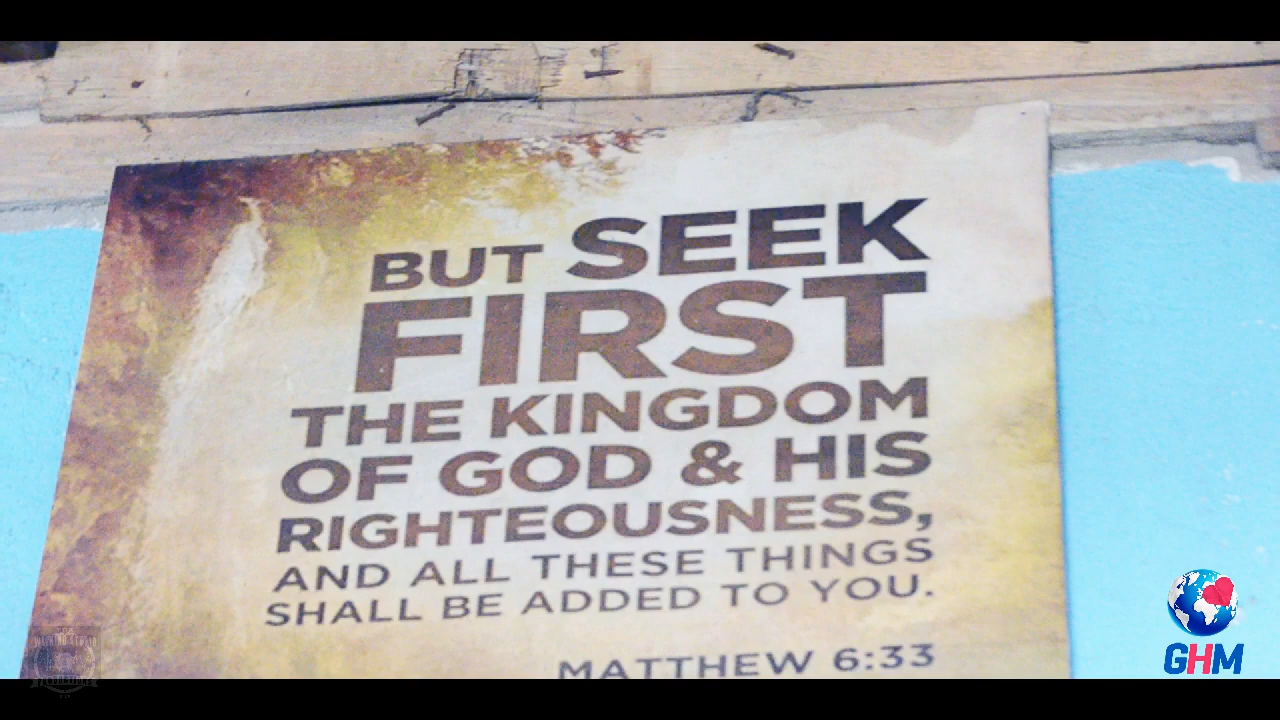 BUT SEEK
FIRST
THE KINGDOM
OF GOD & HIS
RIGHTEOUSNESS,
AND ALL THESE THINGS
SHALL BE ADDED TO YOU.
MATTHEW 6:33
GHM